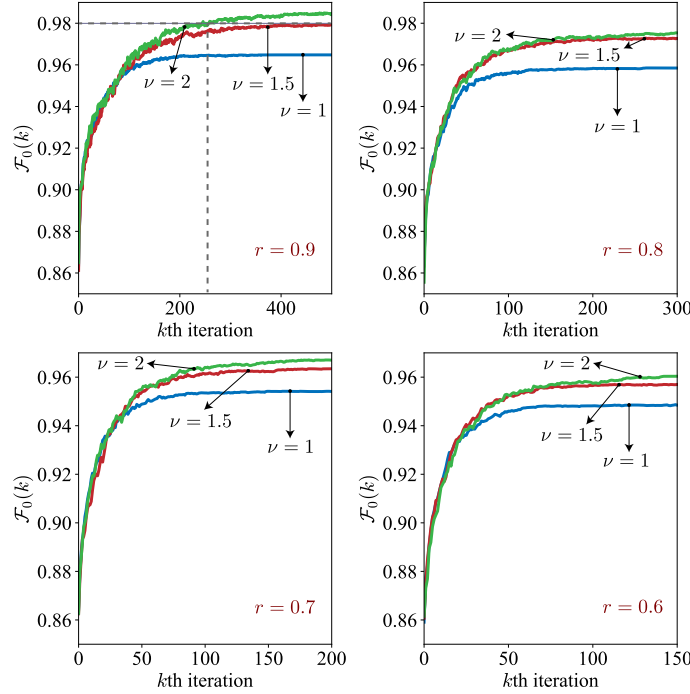 0.98
0.96
0.94
0.92
0.90
0.88
0.86
F₀(k)
ν = 2
ν = 1.5
ν = 1
r = 0.9
0 200 400
kth iteration
0.98
0.96
0.94
0.92
0.90
0.88
0.86
F₀(k)
ν = 2
ν = 1.5
ν = 1
r = 0.8
0 100 200 300
kth iteration
0.96
0.94
0.92
0.90
0.88
0.86
F₀(k)
ν = 2
ν = 1.5
ν = 1
r = 0.7
0 50 100 150 200
kth iteration
0.96
0.94
0.92
0.90
0.88
0.86
F₀(k)
ν = 2
ν = 1.5
ν = 1
r = 0.6
0 50 100 150
kth iteration